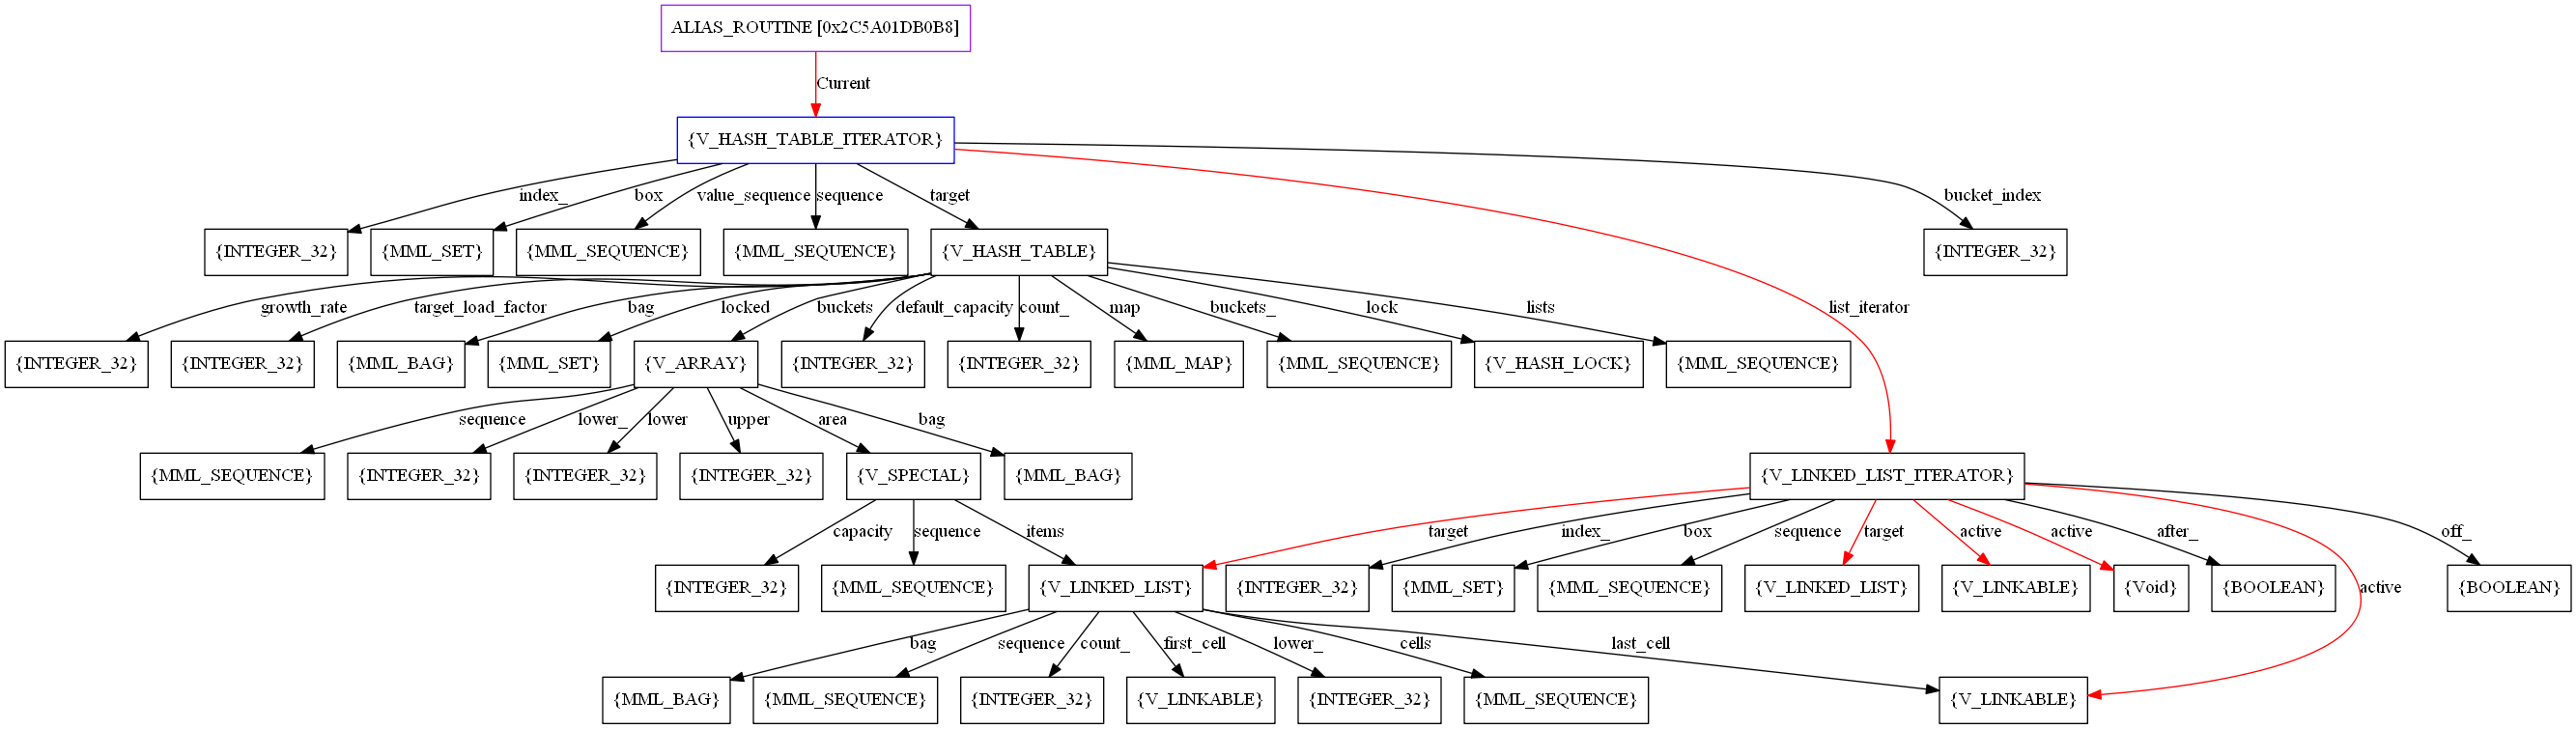 ALIAS_ROUTINE [0x2C5A01DB0B8]
Current
{V_HASH_TABLE_ITERATOR}
index_
box
value_sequence
sequence
target
bucket_index
{INTEGER_32}
{MML_SET}
{MML_SEQUENCE}
{MML_SEQUENCE}
{V_HASH_TABLE}
{INTEGER_32}
growth_rate
target_load_factor
bag
locked
buckets
default_capacity
count_
map
buckets_
lock
lists
list_iterator
{INTEGER_32}
{INTEGER_32}
{MML_BAG}
{MML_SET}
{V_ARRAY}
{INTEGER_32}
{INTEGER_32}
{MML_MAP}
{MML_SEQUENCE}
{V_HASH_LOCK}
{MML_SEQUENCE}
sequence
lower_
lower
upper
area
bag
{MML_SEQUENCE}
{INTEGER_32}
{INTEGER_32}
{INTEGER_32}
{V_SPECIAL}
{MML_BAG}
{V_LINKED_LIST_ITERATOR}
capacity
sequence
items
target
index_
box
sequence
target
active
active
after_
active
off_
{INTEGER_32}
{MML_SEQUENCE}
{V_LINKED_LIST}
{INTEGER_32}
{MML_SET}
{MML_SEQUENCE}
{V_LINKED_LIST}
{V_LINKABLE}
{Void}
{BOOLEAN}
{BOOLEAN}
bag
sequence
count_
first_cell
lower_
cells
last_cell
{MML_BAG}
{MML_SEQUENCE}
{INTEGER_32}
{V_LINKABLE}
{INTEGER_32}
{MML_SEQUENCE}
{V_LINKABLE}